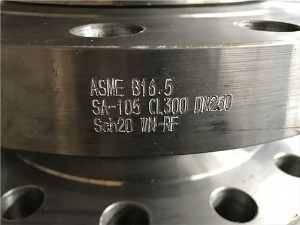 ASME B16.5
SA-105 CL300 DN250
Sch20 WN-RF